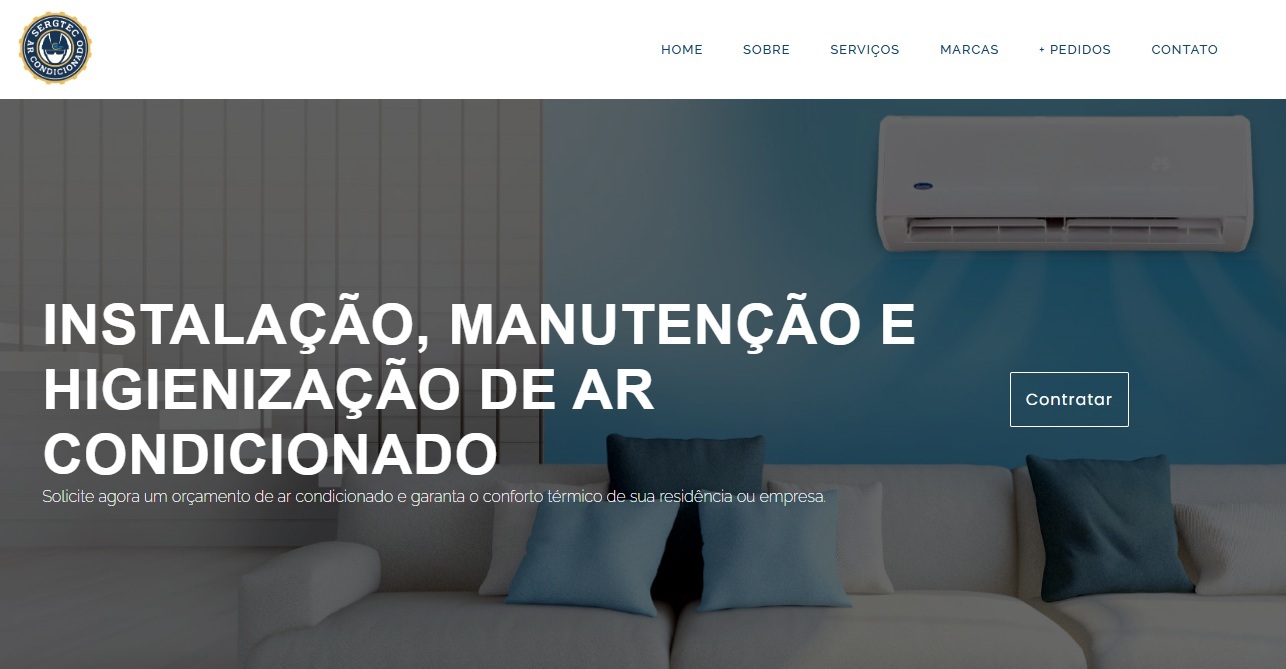 SERGTEC
AR CONDICIONADO
HOME SOBRE SERVIÇOS MARCAS + PEDIDOS CONTATO
INSTALAÇÃO, MANUTENÇÃO E
HIGIENIZAÇÃO DE AR
CONDICIONADO
Contratar
Solicite agora um orçamento de ar condicionado e garanta o conforto térmico de sua residência ou empresa.